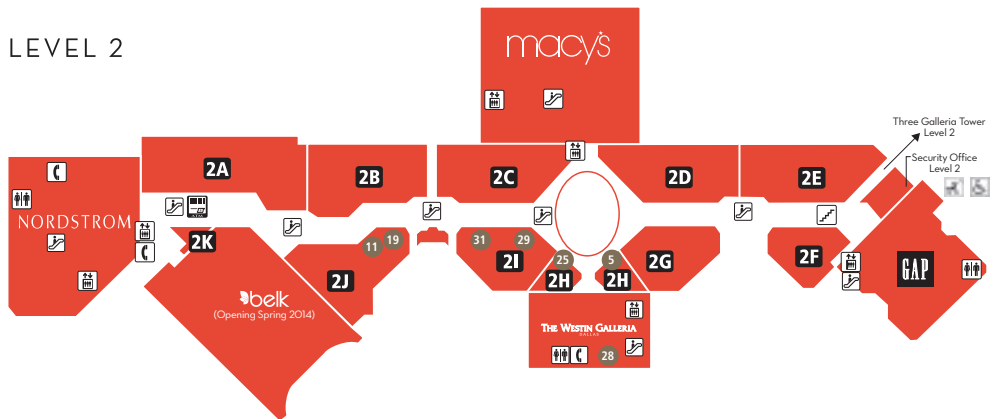 LEVEL 2
macy's
Three Galleria Tower
Level 2
Security Office
Level 2
2A
2B
2C
2D
2E
NORDSTROM
2K
11
19
31
29
2J
2I
25
5
2H
2H
2G
2F
GAP
belk
(Opening Spring 2014)
THE WESTIN GALLERIA
DALLAS
28